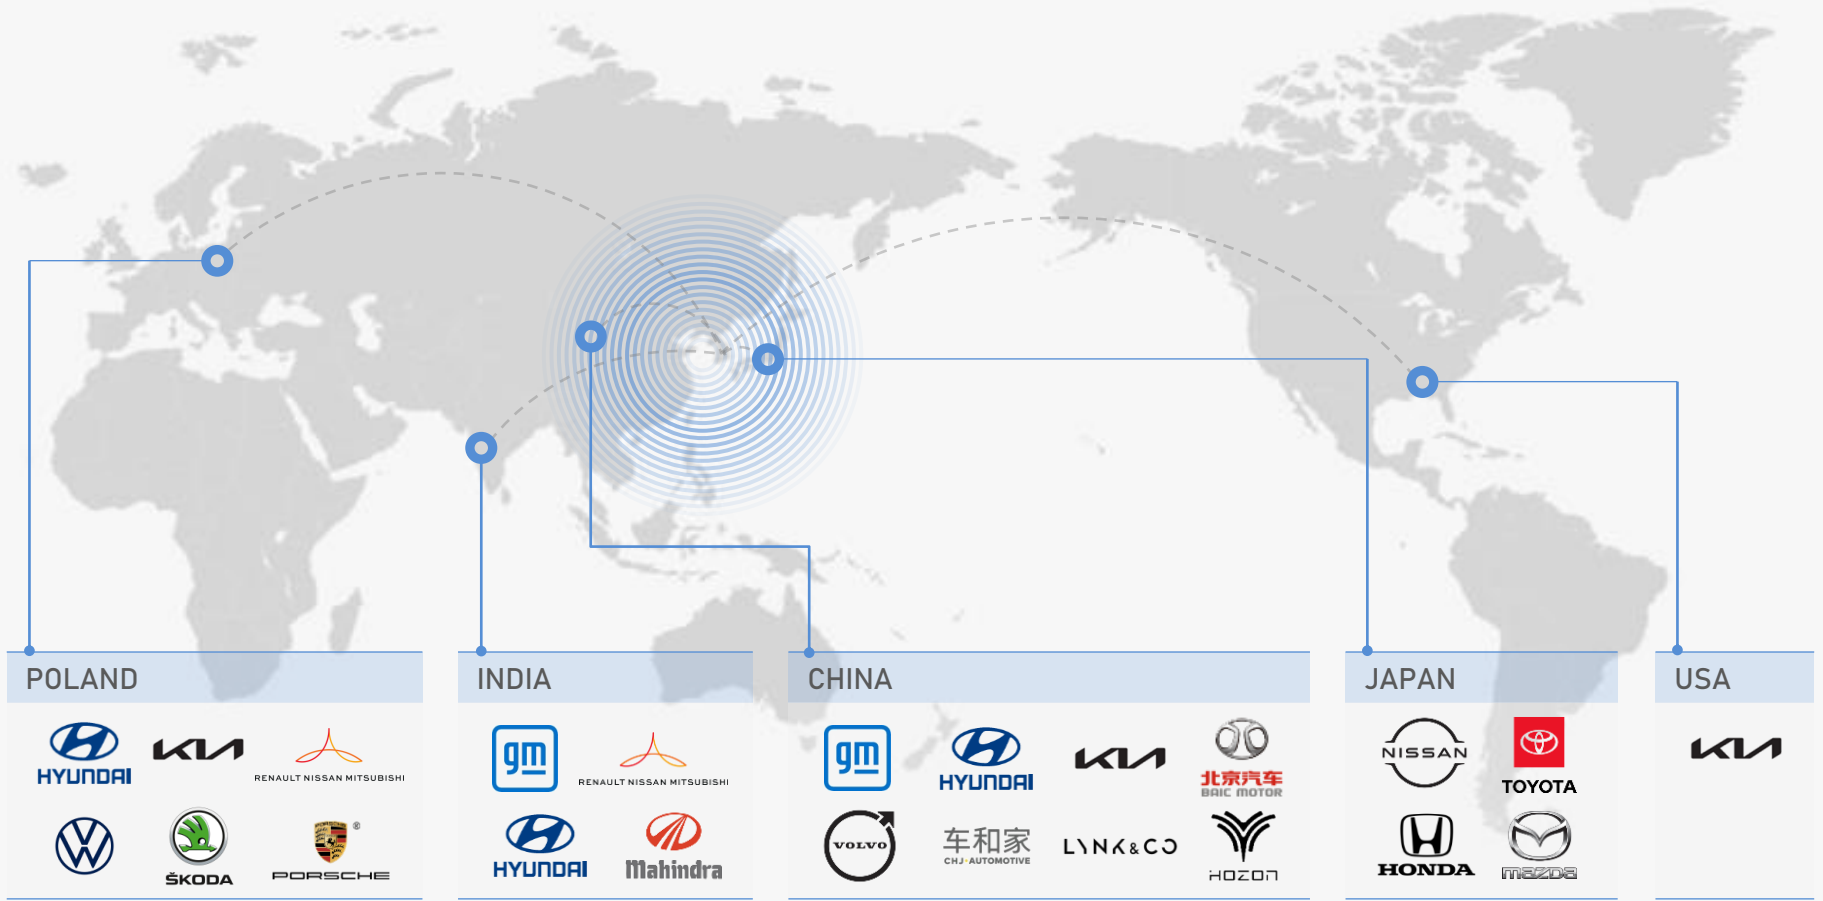 POLAND
HYUNDAI
KIA
RENAULT NISSAN MITSUBISHI
VW
ŠKODA
PORSCHE
®
INDIA
gm
RENAULT NISSAN MITSUBISHI
HYUNDAI
Mahindra
CHINA
gm
HYUNDAI
KIA
北京汽车
BAIC MOTOR
VOLVO
车和家
CHJ·AUTOMOTIVE
LYNK&CO
HOZON
JAPAN
NISSAN
TOYOTA
HONDA
mazda
USA
KIA